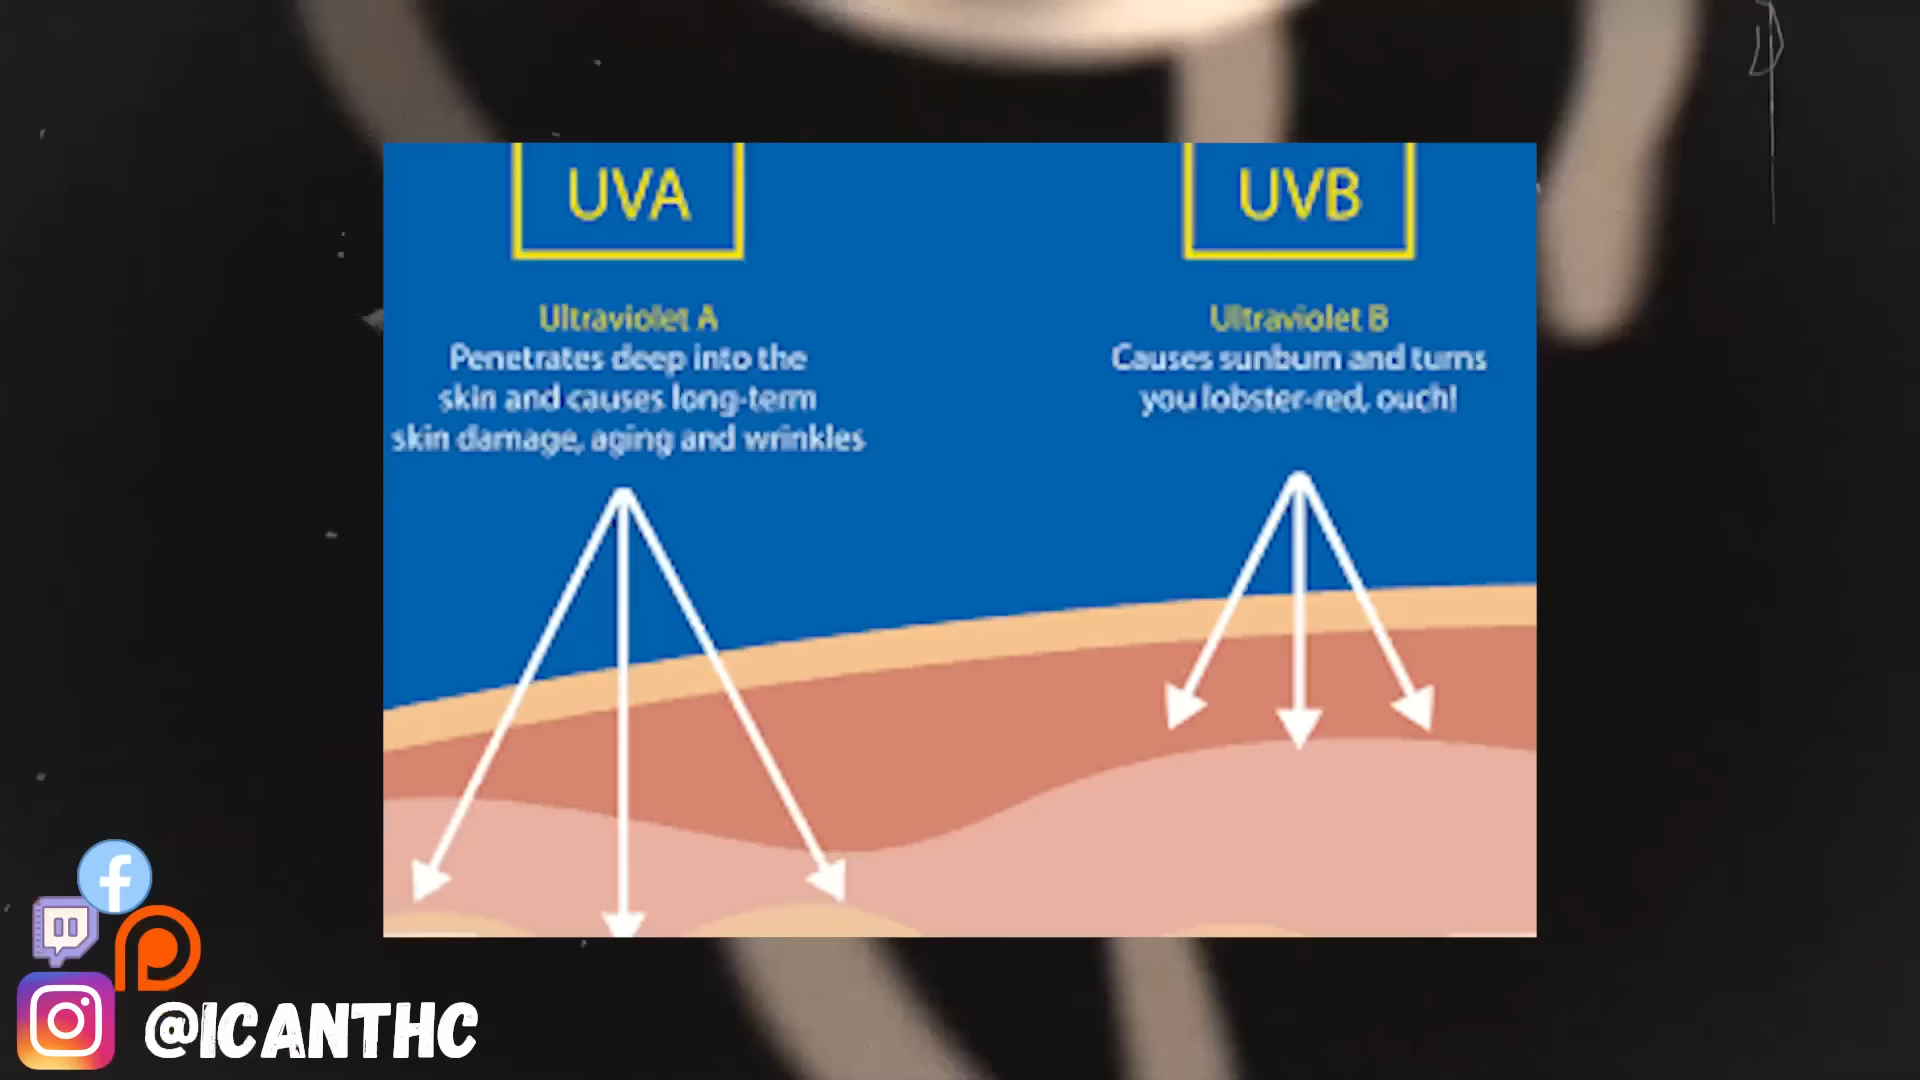 UVA
Ultraviolet A
Penetrates deep into the
skin and causes long-term
skin damage, aging and wrinkles
UVB
Ultraviolet B
Causes sunburn and turns
you lobster-red, ouch!
@ICANTHC